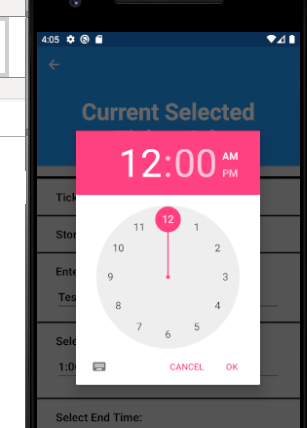 4:05
Current Selected
12:00 AM
PM
Tick
Stor
Ente
Tes
Sele
1:0
12
1
2
3
4
5
6
7
8
9
10
11
CANCEL OK
Select End Time: